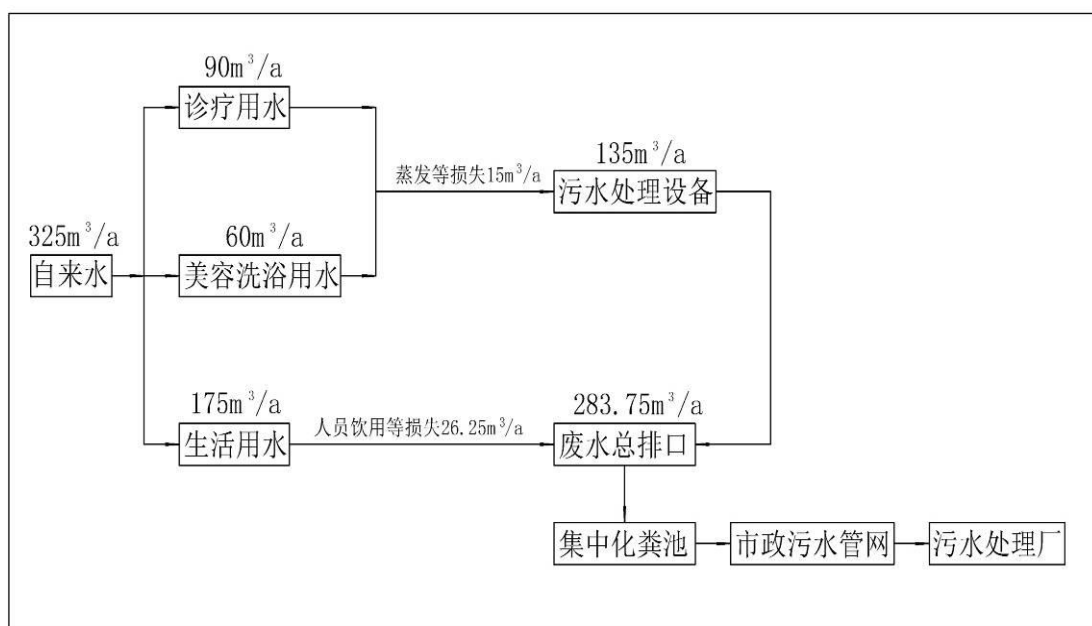 90m³/a
诊疗用水
蒸发等损失15m³/a
135m³/a
污水处理设备
325m³/a
自来水
60m³/a
美容洗浴用水
175m³/a
生活用水
人员饮用等损失26.25m³/a
283.75m³/a
废水总排口
集中化粪池
市政污水管网
污水处理厂